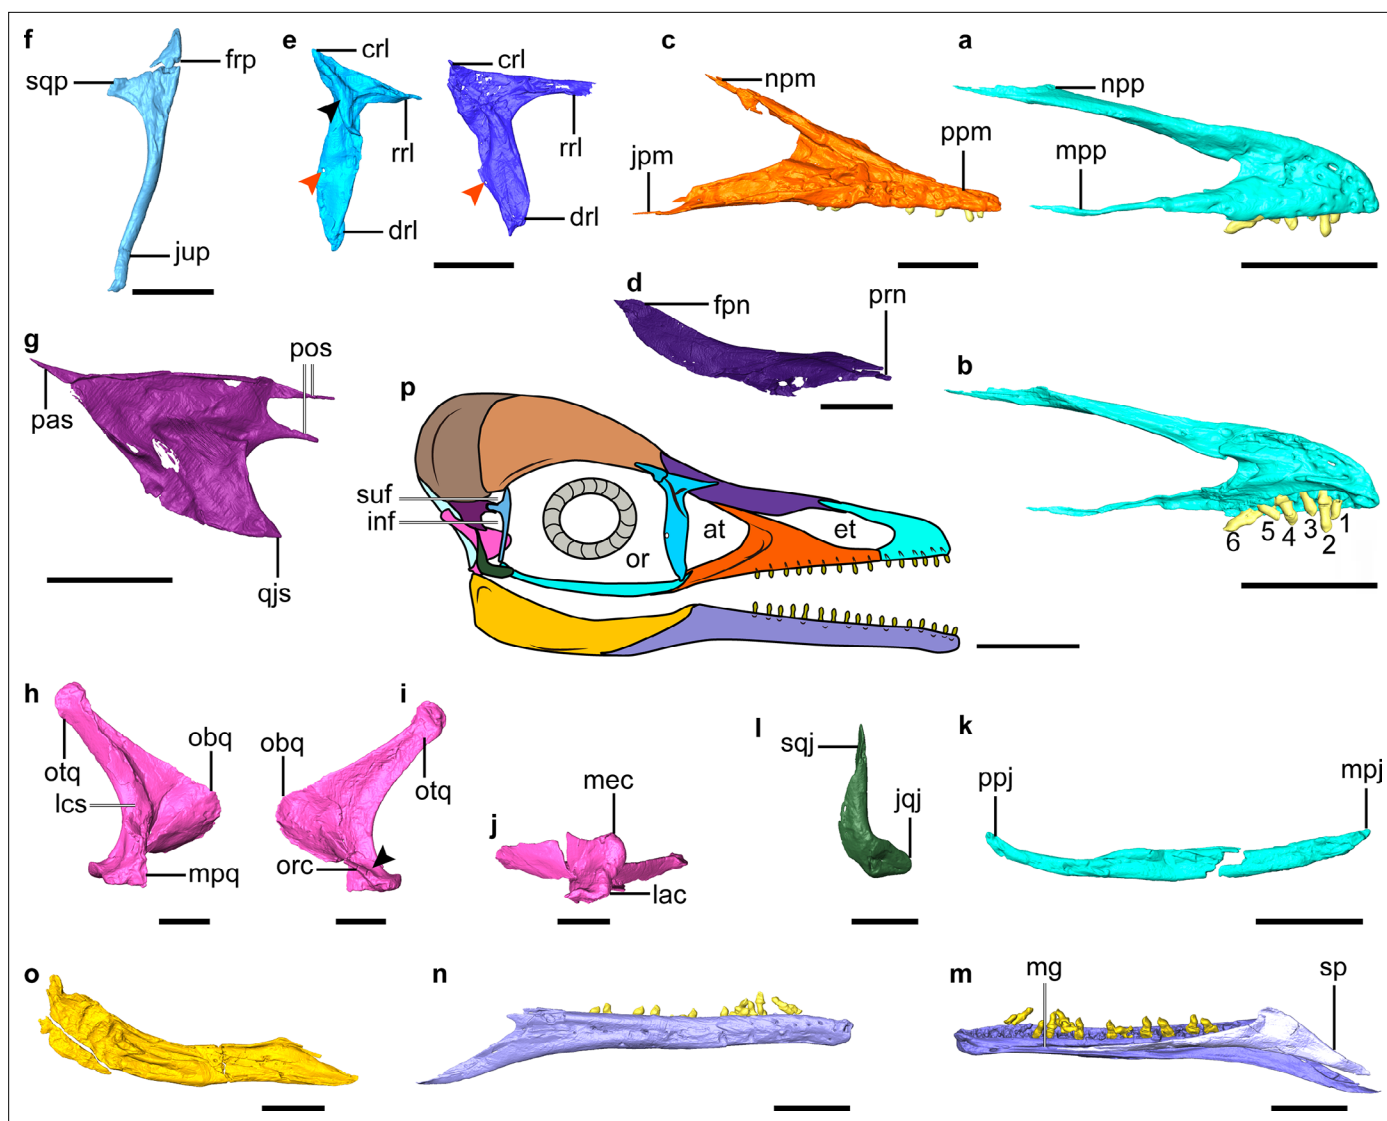 f
frp
sqp
jup
e
crl
rrl
drl
crl
rrl
drl
c
npm
ppm
jpm
a
npp
mpp
d
fpn
prn
g
pos
pas
qjs
b
1
2
3
4
5
6
p
suf
inf
or
at
et
h
otq
obq
lcs
mpq
i
obq
otq
orc
j
mec
lac
l
sqj
jqj
k
ppj
mpj
o
n
m
mg
sp